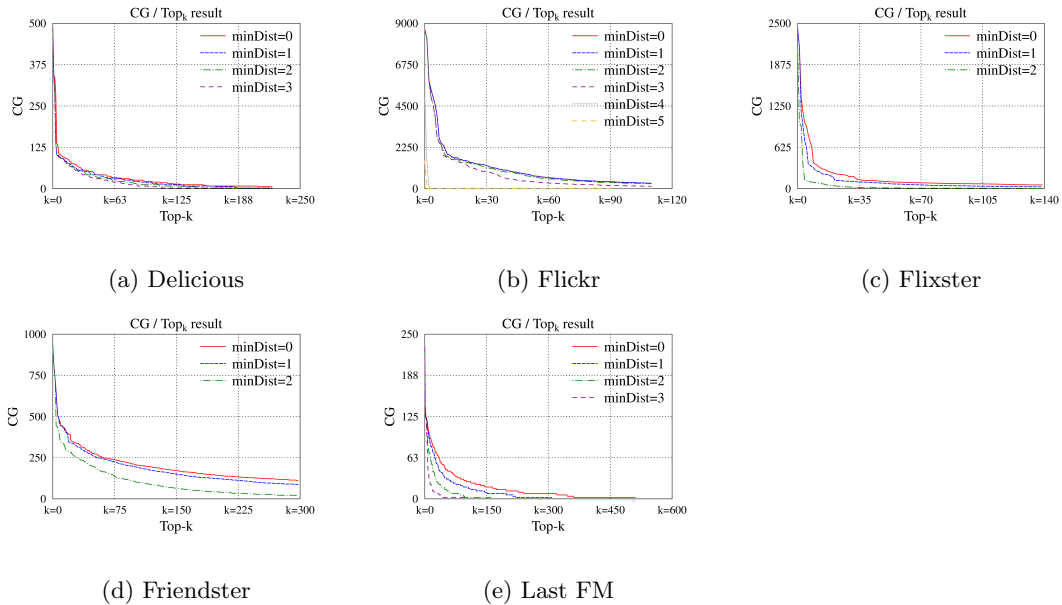 CG / Topk result
CG
500
375
250
125
0
minDist=0
minDist=1
minDist=2
minDist=3
k=0 k=63 k=125 k=188 k=250
Top-k
(a) Delicious
CG / Topk result
CG
9000
6750
4500
2250
0
minDist=0
minDist=1
minDist=2
minDist=3
minDist=4
minDist=5
k=0 k=30 k=60 k=90 k=120
Top-k
(b) Flickr
CG / Topk result
CG
2500
1875
1250
625
0
minDist=0
minDist=1
minDist=2
k=0 k=35 k=70 k=105 k=140
Top-k
(c) Flixster
CG / Topk result
CG
1000
750
500
250
0
minDist=0
minDist=1
minDist=2
k=0 k=75 k=150 k=225 k=300
Top-k
(d) Friendster
CG / Topk result
CG
250
188
125
63
0
minDist=0
minDist=1
minDist=2
minDist=3
k=0 k=150 k=300 k=450 k=600
Top-k
(e) Last FM